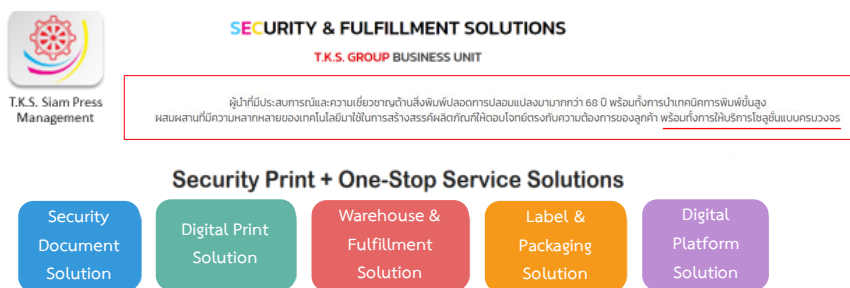 SECURITY & FULFILLMENT SOLUTIONS
T.K.S. GROUP BUSINESS UNIT
T.K.S. Siam Press
Management
ผู้นำที่มีประสบการณ์และความเชี่ยวชาญด้านสิ่งพิมพ์ปลอดการปลอมแปลงมามากกว่า 68 ปี พร้อมทั้งการนำเทคนิคการพิมพ์ขั้นสูง
ผสมผสานที่มีความหลากหลายของเทคโนโลยีมาใช้ในการสร้างสรรค์ผลิตภัณฑ์ให้ตอบโจทย์ตรงกับความต้องการของลูกค้า พร้อมทั้งการให้บริการโซลูชั่นแบบครบวงจร
Security Print + One-Stop Service Solutions
Security
Document
Solution
Digital Print
Solution
Warehouse &
Fulfillment
Solution
Label &
Packaging
Solution
Digital
Platform
Solution